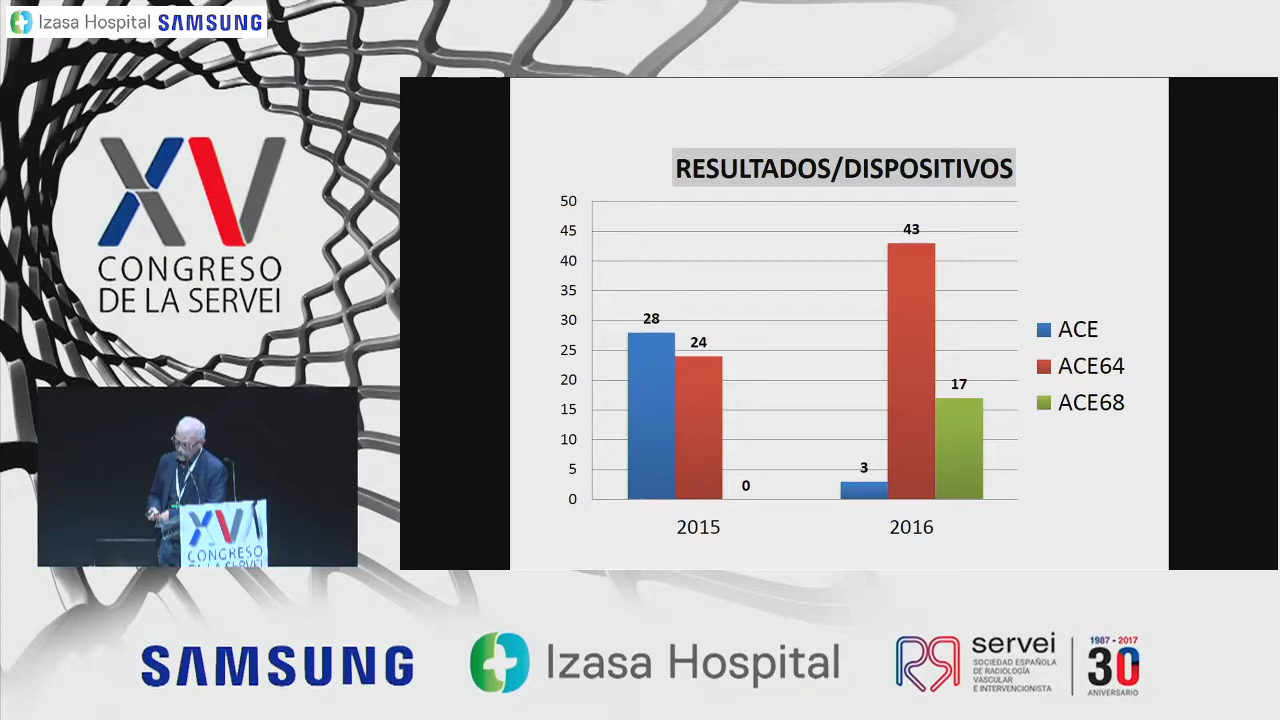 Izasa Hospital SAMSUNG
XV
CONGRESO
DE LA SERVEI
RESULTADOS/DISPOSITIVOS
50
45
40
35
30
25
20
15
10
5
0
28
24
0
3
43
17
2015
2016
ACE
ACE64
ACE68
XV
CONGRESO
DE LA SERVEI
SAMSUNG
Izasa Hospital
servei
SOCIEDAD ESPAÑOLA
DE RADIOLOGÍA
VASCULAR
E INTERVENCIONISTA
1987 - 2017
30
ANIVERSARIO